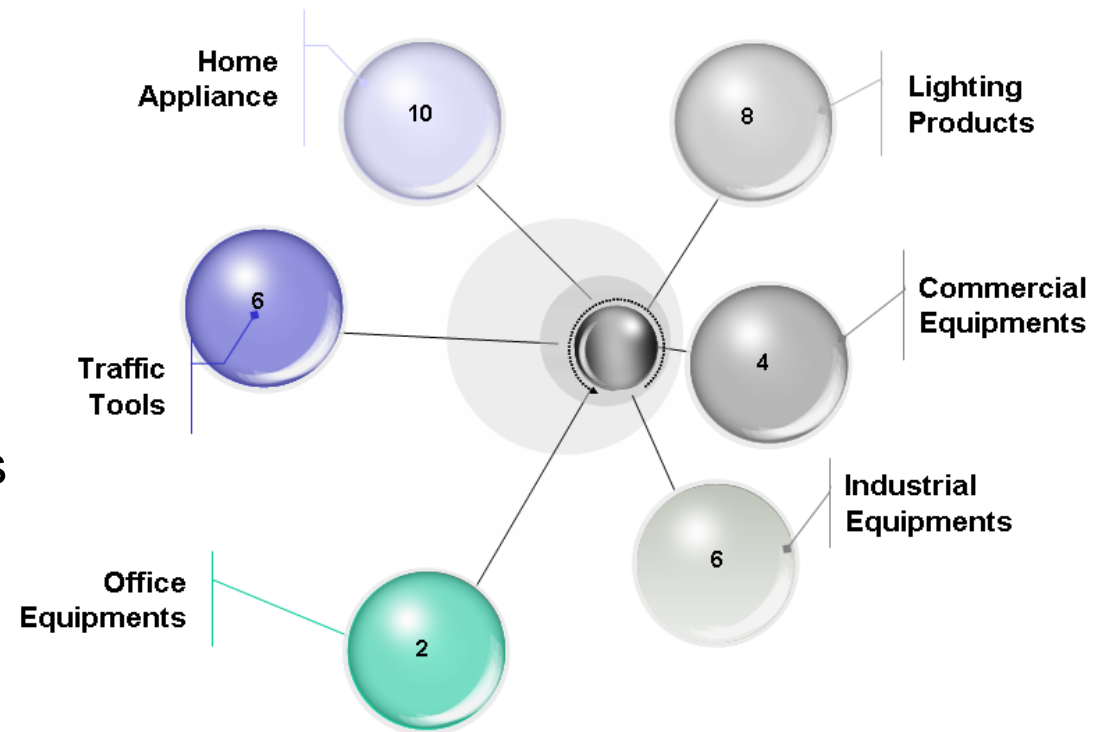 Home
Appliance
10
8
Lighting
Products
6
Traffic
Tools
4
Commercial
Equipments
s
Industrial
Equipments
6
Office
Equipments
2